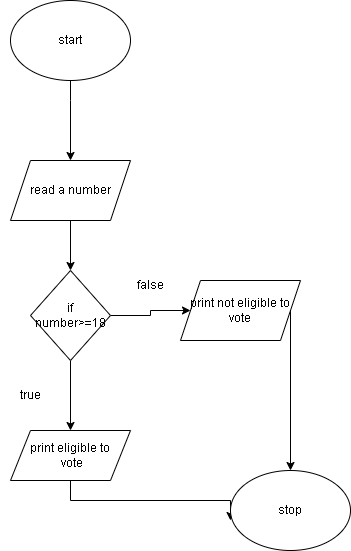 start
read a number
if
number>=18
false
print not eligible to
vote
true
print eligible to
vote
stop